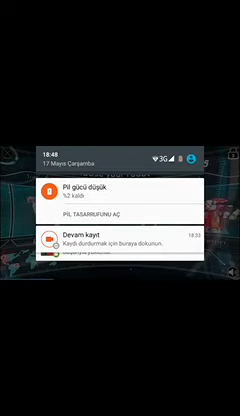 18:48
17 Mayıs Çarşamba
3G
Pil gücü düşük
%2 kaldı
PİL TASARRUFUNU AÇ
Devam kayıt
18:33
Kaydı durdurmak için buraya dokunun.